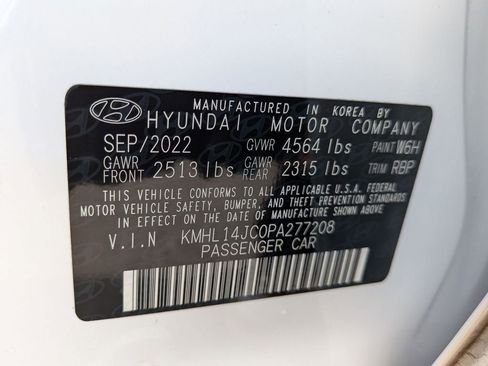 MANUFACTURED IN KOREA BY
HYUNDAI MOTOR COMPANY
SEP/2022 GVWR 4564 lbs PAINT W6H
GAWR FRONT 2513 lbs GAWR REAR 2315 lbs TRIM RBP
THIS VEHICLE CONFORMS TO ALL APPLICABLE U.S.A. FEDERAL
MOTOR VEHICLE SAFETY, BUMPER, AND THEFT PREVENTION STANDARDS
IN EFFECT ON THE DATE OF MANUFACTURE SHOWN ABOVE.
V.I.N KMHL14JC0PA277208
PASSENGER CAR